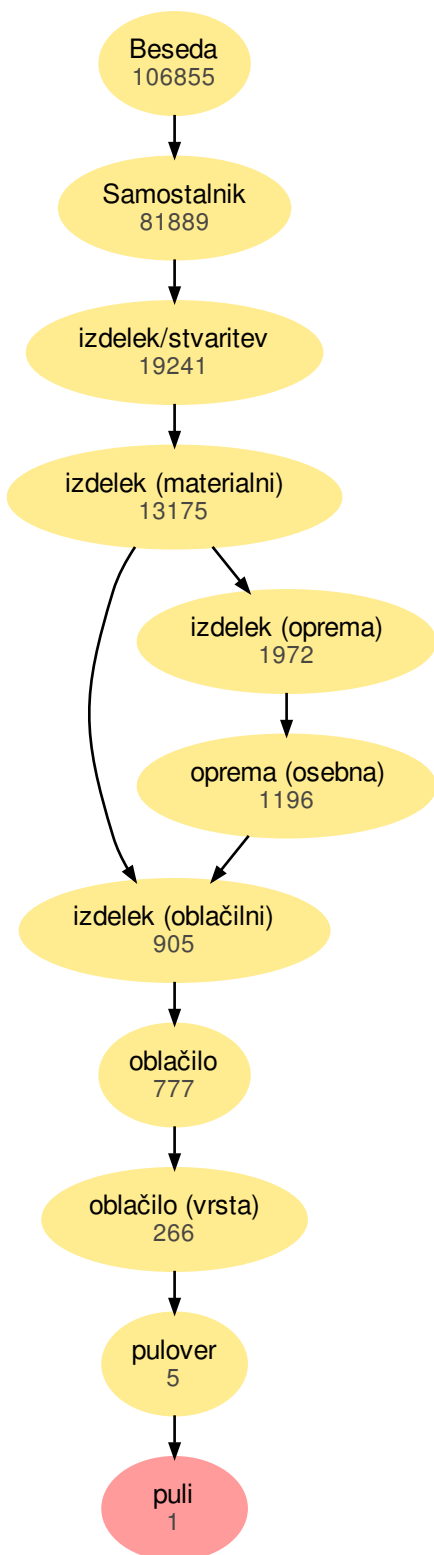 Beseda
106855
Samostalnik
81889
izdelek/stvaritev
19241
izdelek (materialni)
13175
izdelek (oprema)
1972
oprema (osebna)
1196
izdelek (oblačilni)
905
oblačilo
777
oblačilo (vrsta)
266
pulover
5
puli
1